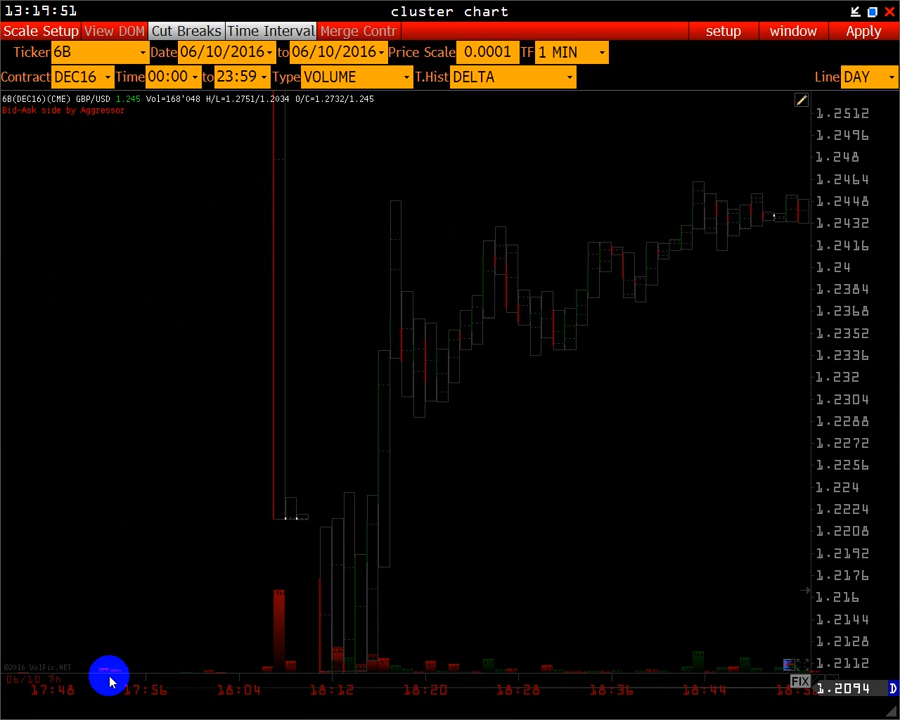 13:19:51 cluster chart
Scale Setup View DOM Cut Breaks Time Interval Merge Contr setup window Apply
Ticker 6B Date 06/10/2016 to 06/10/2016 Price Scale 0.0001 TF 1 MIN
Contract DEC16 Time 00:00 to 23:59 Type VOLUME T.Hist DELTA Line DAY
6B(DEC16)(CME) GBP/USD 1.245 Vol=168'048 H/L=1.2751/1.2034 O/C=1.2732/1.245
Bid-Ask side by Aggressor
1.2512
1.2496
1.248
1.2464
1.2448
1.2432
1.2416
1.24
1.2384
1.2368
1.2352
1.2336
1.232
1.2304
1.2288
1.2272
1.2256
1.224
1.2224
1.2208
1.2192
1.2176
1.216
1.2144
1.2128
1.2112
©2016 VolFix.NET
06/10 Th
FIX 1.2094 D
17:48 17:56 18:04 18:12 18:20 18:28 18:36 18:44